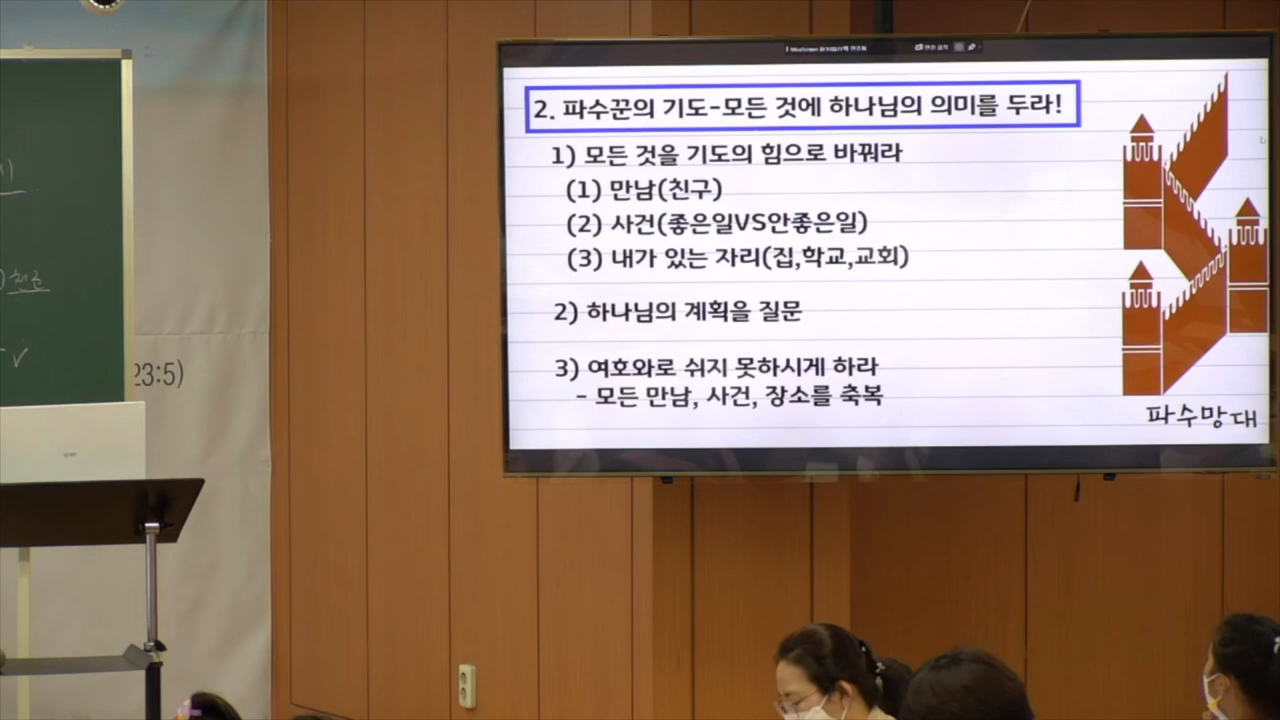 2. 파수꾼의 기도-모든 것에 하나님의 의미를 두라!
1) 모든 것을 기도의 힘으로 바꿔라
(1) 만남(친구)
(2) 사건(좋은일VS안좋은일)
(3) 내가 있는 자리(집,학교,교회)
2) 하나님의 계획을 질문
3) 여호와로 쉬지 못하시게 하라
- 모든 만남, 사건, 장소를 축복
파수망대
23:5)